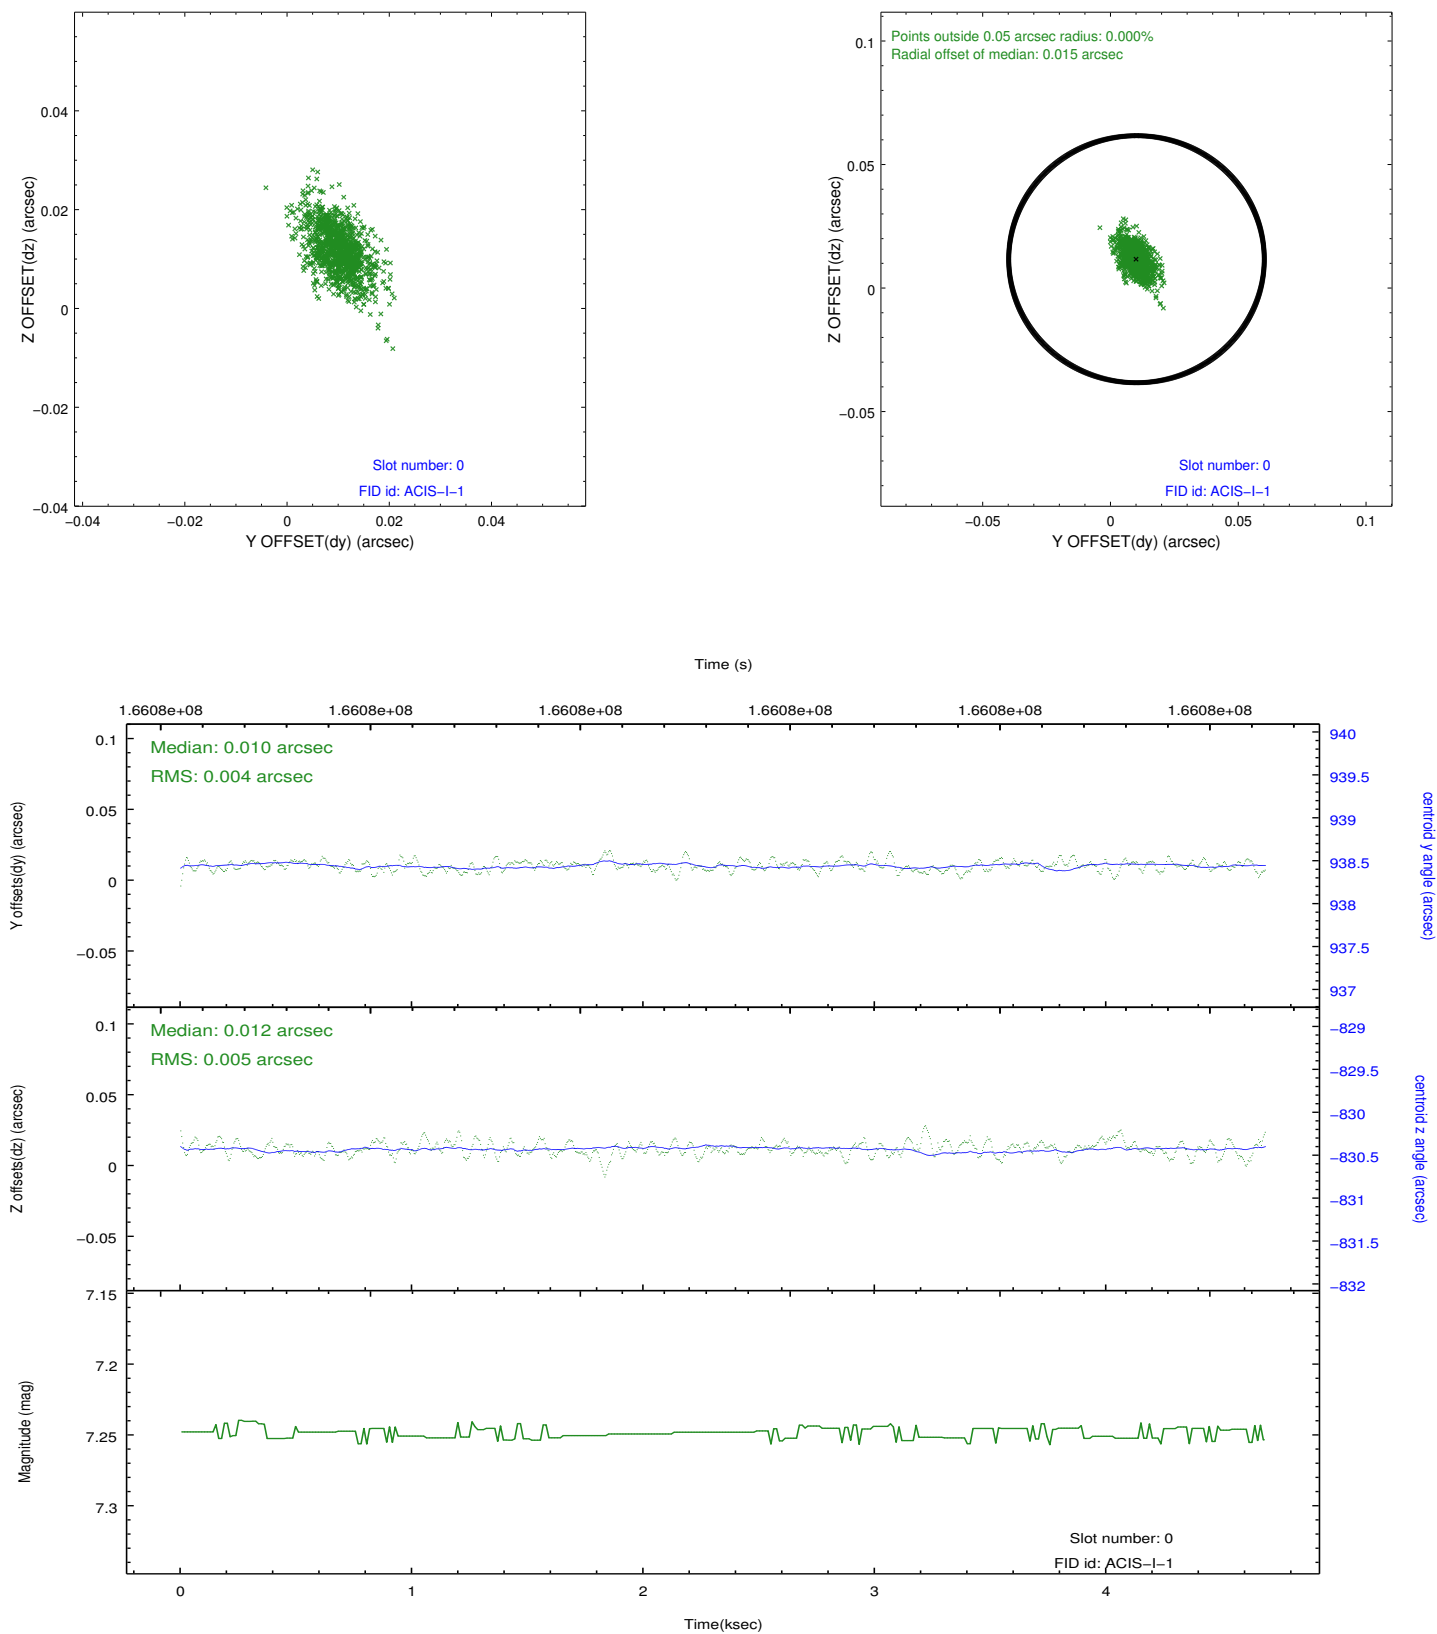 0.04
0.02
0
−0.02
−0.04
−0.04
−0.02
0
0.02
0.04
Z OFFSET(dz) (arcsec)
Y OFFSET(dy) (arcsec)
Slot number: 0
FID id: ACIS−I−1
Points outside 0.05 arcsec radius: 0.000%
Radial offset of median: 0.015 arcsec
0.1
0.05
0
−0.05
−0.05
0
0.05
0.1
Z OFFSET(dz) (arcsec)
Y OFFSET(dy) (arcsec)
Slot number: 0
FID id: ACIS−I−1
Time (s)
1.6608e+08
1.6608e+08
1.6608e+08
1.6608e+08
1.6608e+08
1.6608e+08
Median: 0.010 arcsec
RMS: 0.004 arcsec
0.1
0.05
0
−0.05
Y offsets(dy) (arcsec)
940
939.5
939
938.5
938
937.5
937
centroid y angle (arcsec)
Median: 0.012 arcsec
RMS: 0.005 arcsec
0.1
0.05
0
−0.05
Z offsets(dz) (arcsec)
−829
−829.5
−830
−830.5
−831
−831.5
−832
centroid z angle (arcsec)
7.15
7.2
7.25
7.3
Magnitude (mag)
Slot number: 0
FID id: ACIS−I−1
0
1
2
3
4
Time(ksec)